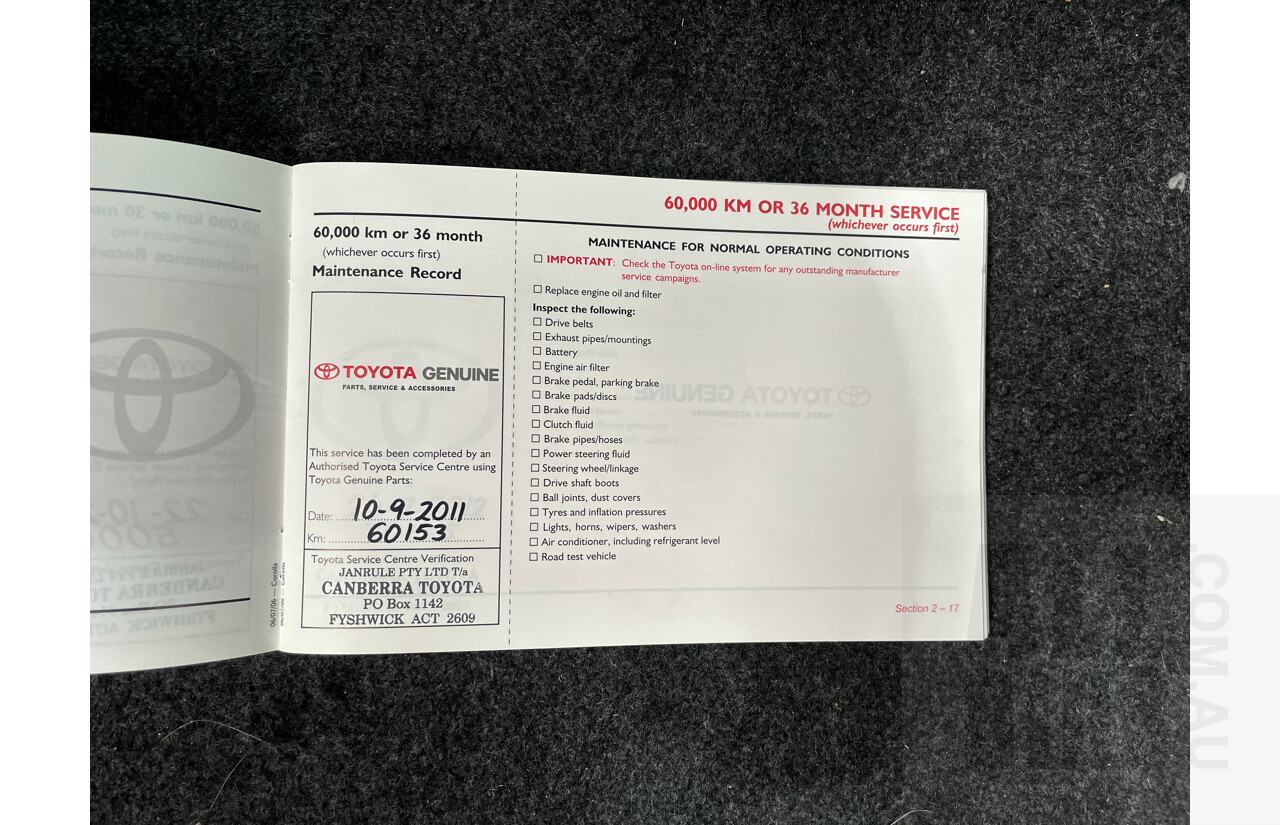 60,000 km or 36 month
(whichever occurs first)
Maintenance Record
TOYOTA GENUINE
PARTS, SERVICE & ACCESSORIES
This service has been completed by an
Authorised Toyota Service Centre using
Toyota Genuine Parts:
Date: 10-9-2011
Km: 60153
Toyota Service Centre Verification
JANRULE PTY LTD T/a
CANBERRA TOYOTA
PO Box 1142
FYSHWICK ACT 2609
06/07/06 — Corolla
60,000 KM OR 36 MONTH SERVICE
(whichever occurs first)
MAINTENANCE FOR NORMAL OPERATING CONDITIONS
☐ IMPORTANT: Check the Toyota on-line system for any outstanding manufacturer
service campaigns.
☐ Replace engine oil and filter
Inspect the following:
☐ Drive belts
☐ Exhaust pipes/mountings
☐ Battery
☐ Engine air filter
☐ Brake pedal, parking brake
☐ Brake pads/discs
☐ Brake fluid
☐ Clutch fluid
☐ Brake pipes/hoses
☐ Power steering fluid
☐ Steering wheel/linkage
☐ Drive shaft boots
☐ Ball joints, dust covers
☐ Tyres and inflation pressures
☐ Lights, horns, wipers, washers
☐ Air conditioner, including refrigerant level
☐ Road test vehicle
Section 2 – 17
.COM.AU